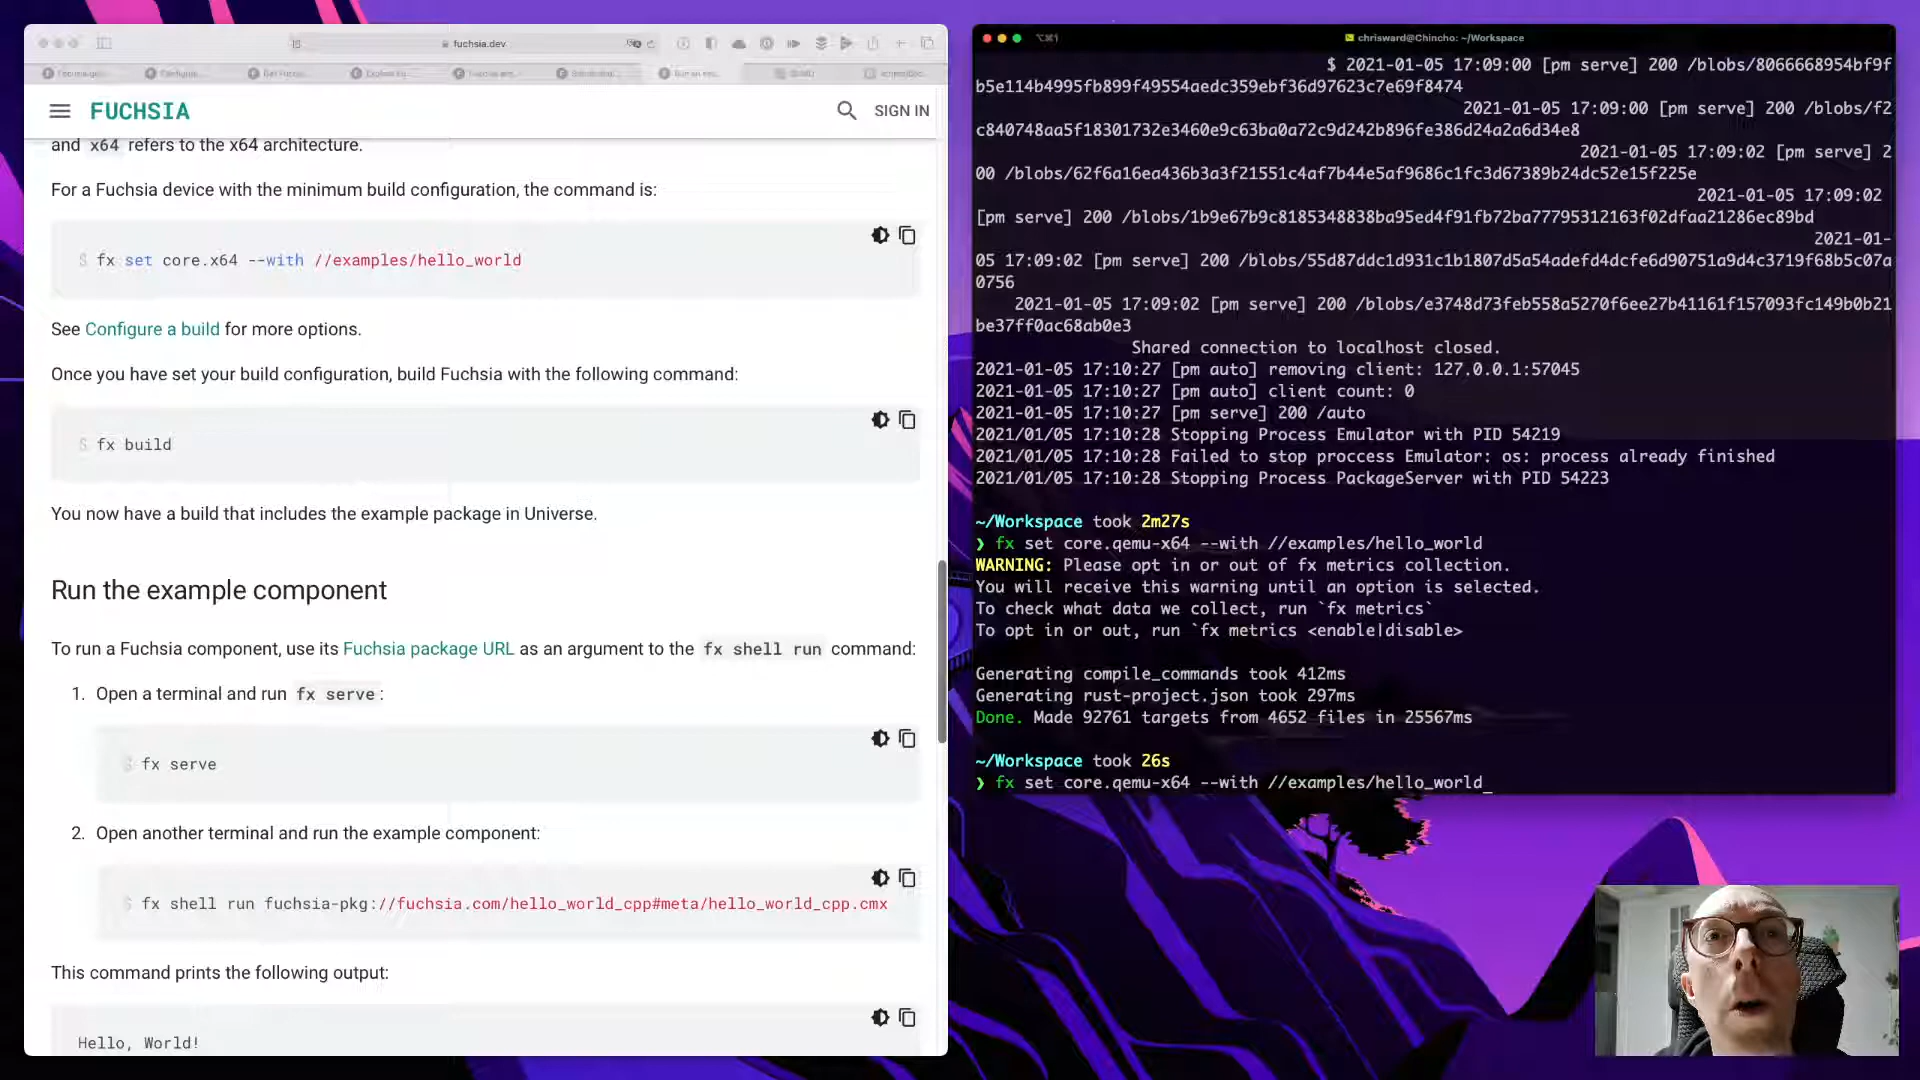 fuchsia.dev
FUCHSIA
SIGN IN
and x64 refers to the x64 architecture.
For a Fuchsia device with the minimum build configuration, the command is:
$ fx set core.x64 --with //examples/hello_world
See Configure a build for more options.
Once you have set your build configuration, build Fuchsia with the following command:
$ fx build
You now have a build that includes the example package in Universe.
Run the example component
To run a Fuchsia component, use its Fuchsia package URL as an argument to the fx shell run command:
1. Open a terminal and run fx serve:
$ fx serve
2. Open another terminal and run the example component:
$ fx shell run fuchsia-pkg://fuchsia.com/hello_world_cpp#meta/hello_world_cpp.cmx
This command prints the following output:
Hello, World!
⌥⌘1
chrisward@Chincho: ~/Workspace
$ 2021-01-05 17:09:00 [pm serve] 200 /blobs/8066668954bf9f
b5e114b4995fb899f49554aedc359ebf36d97623c7e69f8474
2021-01-05 17:09:00 [pm serve] 200 /blobs/f2
c840748aa5f18301732e3460e9c63ba0a72c9d242b896fe386d24a2a6d34e8
2021-01-05 17:09:02 [pm serve] 2
00 /blobs/62f6a16ea436b3a3f21551c4af7b44e5af9686c1fc3d67389b24dc52e15f225e
2021-01-05 17:09:02
[pm serve] 200 /blobs/1b9e67b9c8185348838ba95ed4f91fb72ba77795312163f02dfaa21286ec89bd
2021-01-
05 17:09:02 [pm serve] 200 /blobs/55d87ddc1d931c1b1807d5a54adefd4dcfe6d90751a9d4c3719f68b5c07a
0756
2021-01-05 17:09:02 [pm serve] 200 /blobs/e3748d73feb558a5270f6ee27b41161f157093fc149b0b21
be37ff0ac68ab0e3
Shared connection to localhost closed.
2021-01-05 17:10:27 [pm auto] removing client: 127.0.0.1:57045
2021-01-05 17:10:27 [pm auto] client count: 0
2021-01-05 17:10:27 [pm serve] 200 /auto
2021/01/05 17:10:28 Stopping Process Emulator with PID 54219
2021/01/05 17:10:28 Failed to stop proccess Emulator: os: process already finished
2021/01/05 17:10:28 Stopping Process PackageServer with PID 54223
~/Workspace took 2m27s
❯ fx set core.qemu-x64 --with //examples/hello_world
WARNING: Please opt in or out of fx metrics collection.
You will receive this warning until an option is selected.
To check what data we collect, run `fx metrics`
To opt in or out, run `fx metrics <enable|disable>
Generating compile_commands took 412ms
Generating rust-project.json took 297ms
Done. Made 92761 targets from 4652 files in 25567ms
~/Workspace took 26s
❯ fx set core.qemu-x64 --with //examples/hello_world_